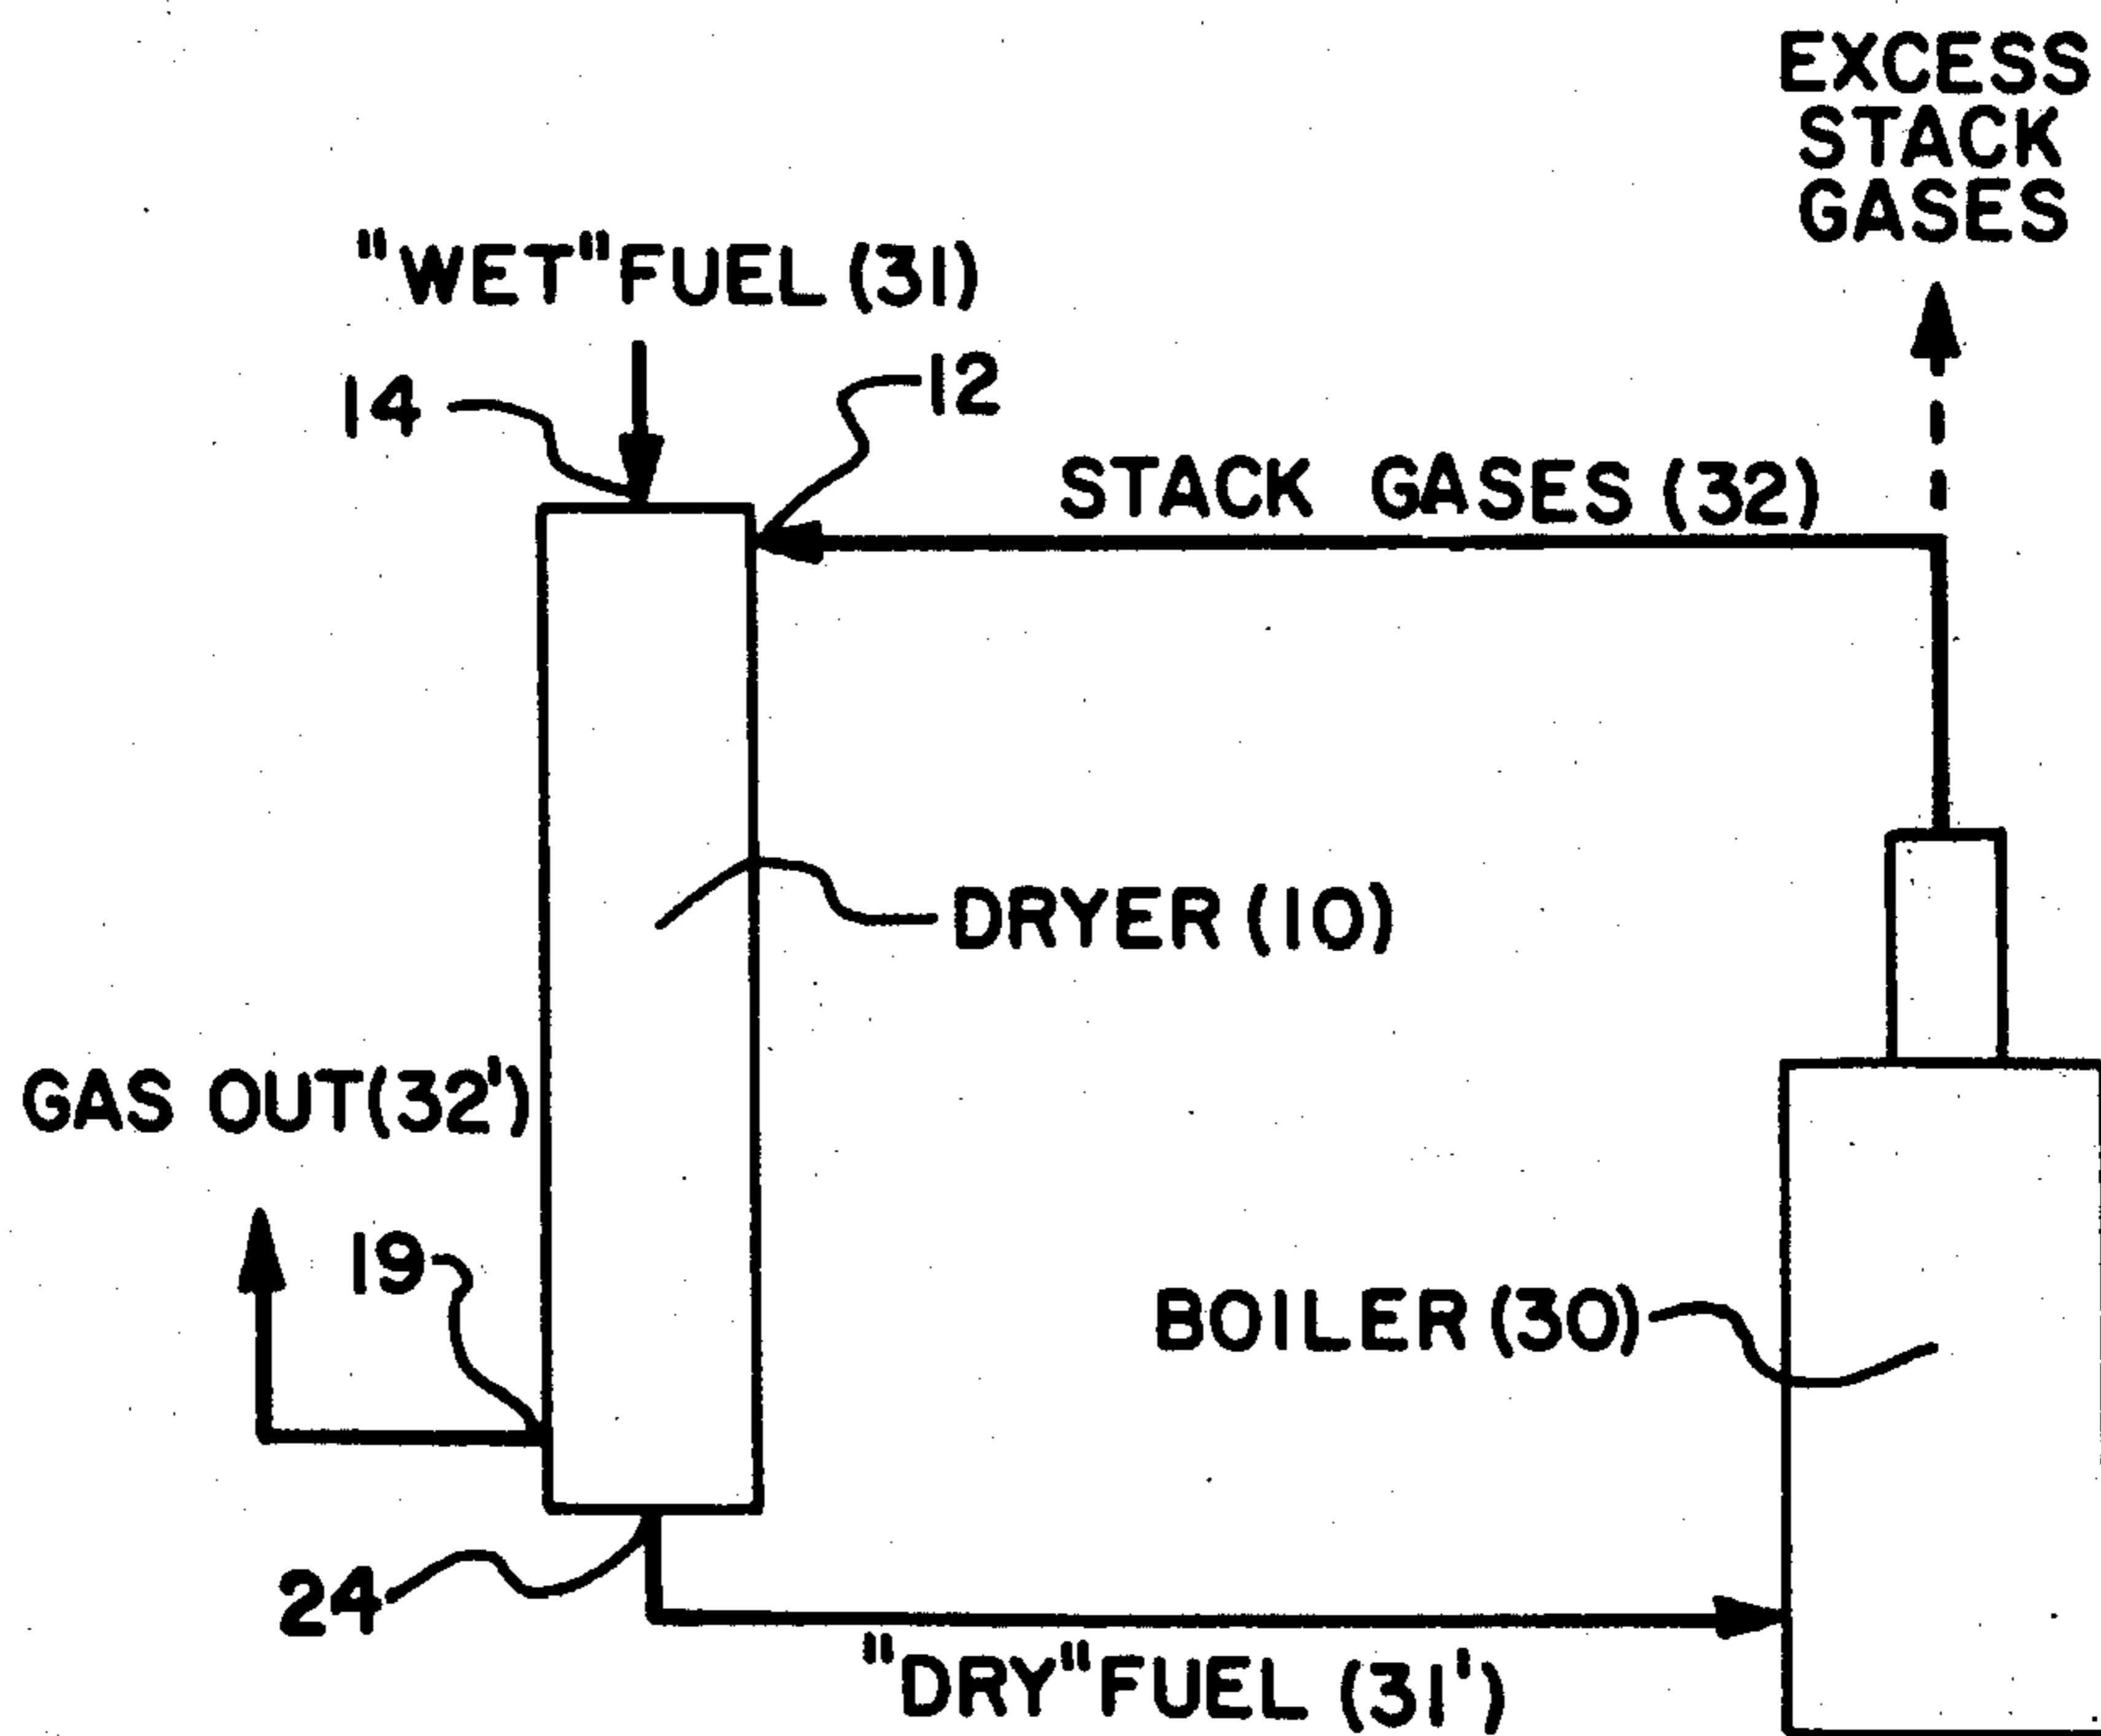 EXCESS
STACK
GASES
"WET" FUEL (31)
14
12
STACK GASES (32)
DRYER (10)
GAS OUT (32')
19
BOILER (30)
24
"DRY" FUEL (31')